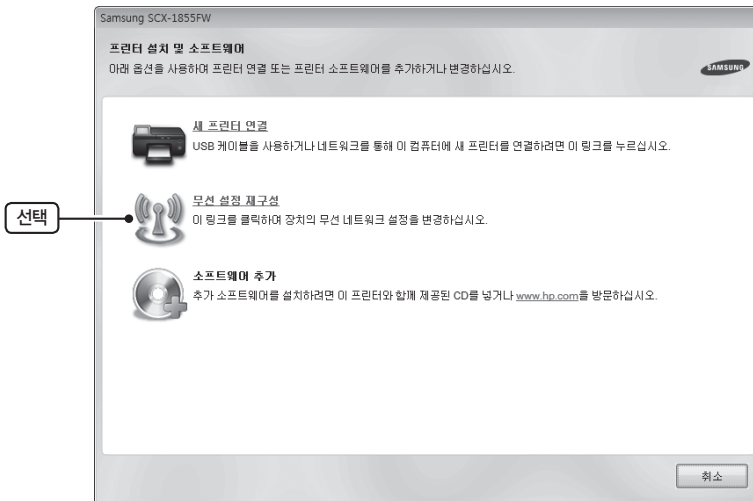 Samsung SCX-1855FW
프린터 설치 및 소프트웨어
아래 옵션을 사용하여 프린터 연결 또는 프린터 소프트웨어를 추가하거나 변경하십시오.
SAMSUNG
새 프린터 연결
USB 케이블을 사용하거나 네트워크를 통해 이 컴퓨터에 새 프린터를 연결하려면 이 링크를 누르십시오.
선택
무선 설정 재구성
이 링크를 클릭하여 장치의 무선 네트워크 설정을 변경하십시오.
소프트웨어 추가
추가 소프트웨어를 설치하려면 이 프린터와 함께 제공된 CD를 넣거나 www.hp.com을 방문하십시오.
취소